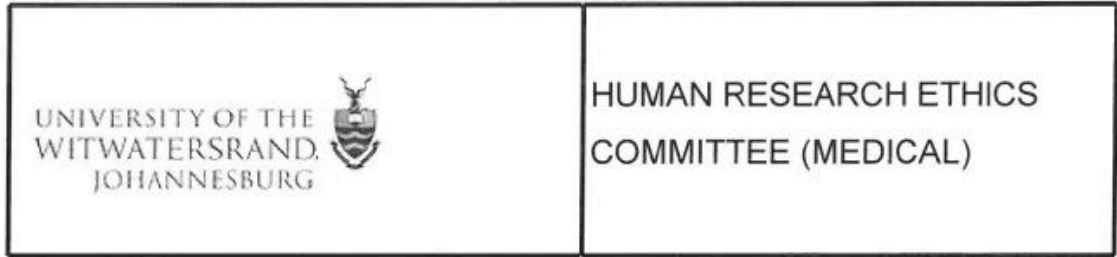 UNIVERSITY OF THE
WITWATERSRAND,
JOHANNESBURG
HUMAN RESEARCH ETHICS
COMMITTEE (MEDICAL)